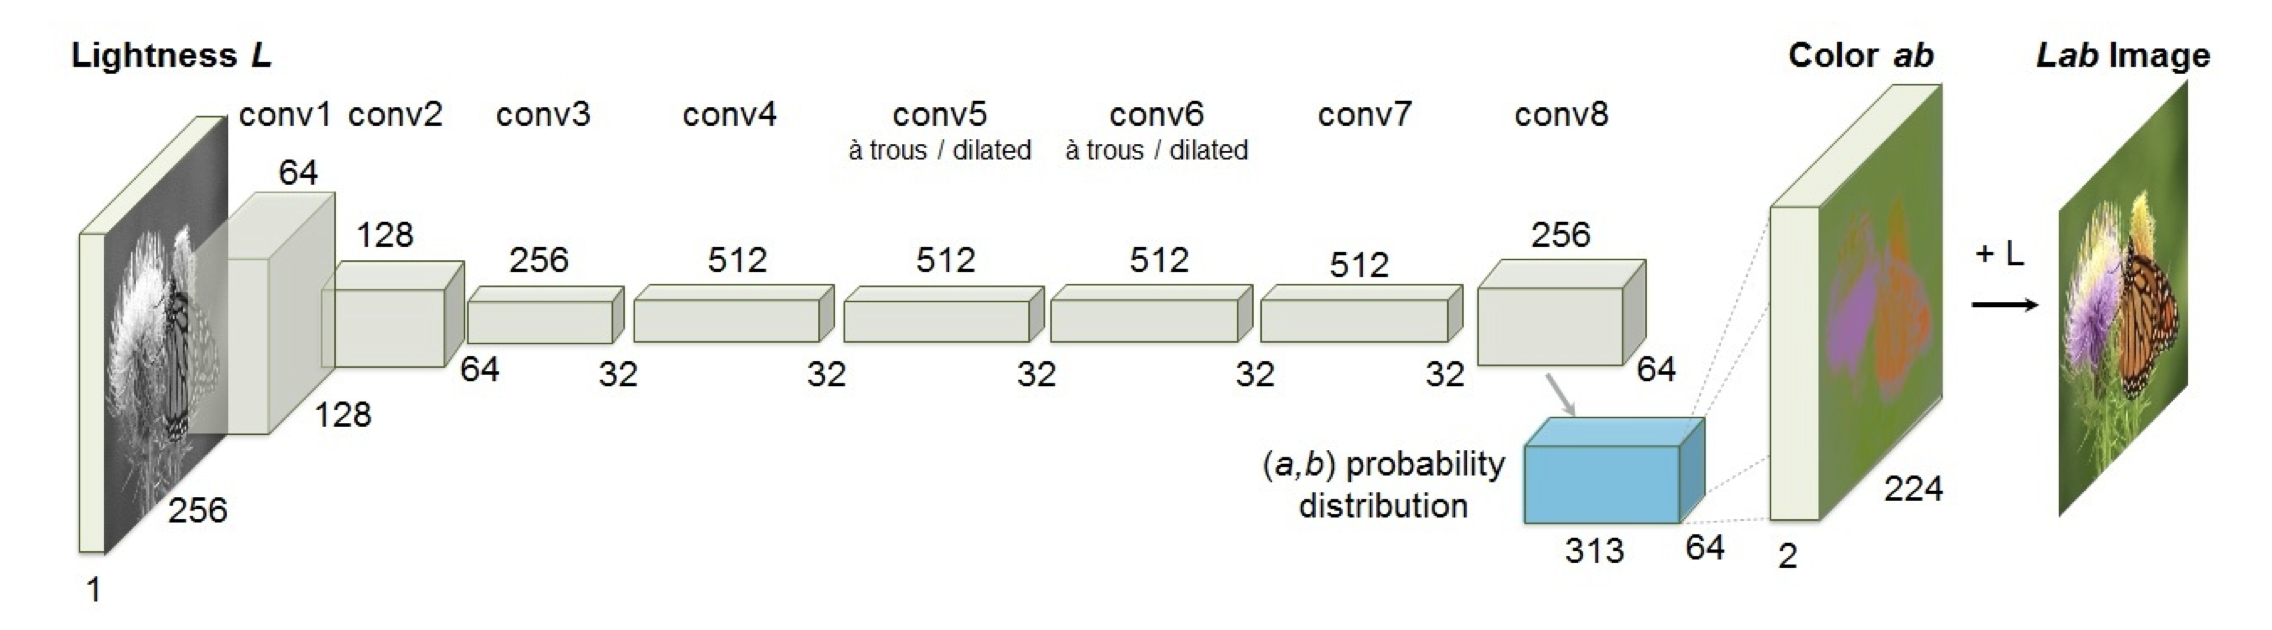 Lightness L
Color ab
Lab Image
conv1
conv2
conv3
conv4
conv5
à trous / dilated
conv6
à trous / dilated
conv7
conv8
64
128
256
512
512
512
512
256
+ L
64
32
32
32
32
32
64
128
256
1
(a,b) probability
distribution
313
64
2
224